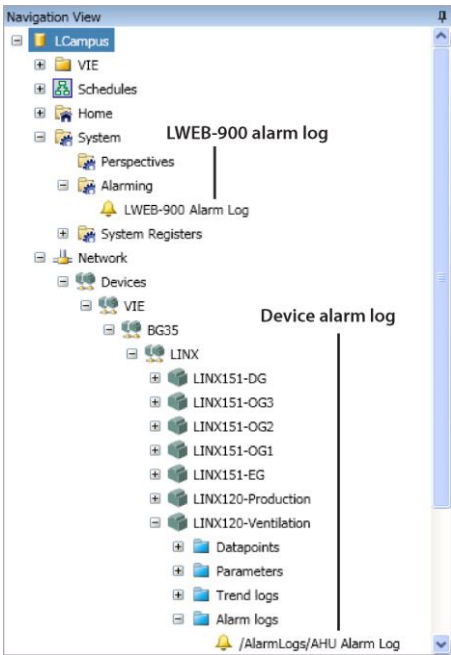 Navigation View
LCampus
VIE
Schedules
Home
System
LWEB-900 alarm log
Perspectives
Alarming
LWEB-900 Alarm Log
System Registers
Network
Devices
VIE
Device alarm log
BG35
LINX
LINX151-DG
LINX151-OG3
LINX151-OG2
LINX151-OG1
LINX151-EG
LINX120-Production
LINX120-Ventilation
Datapoints
Parameters
Trend logs
Alarm logs
/AlarmLogs/AHU Alarm Log